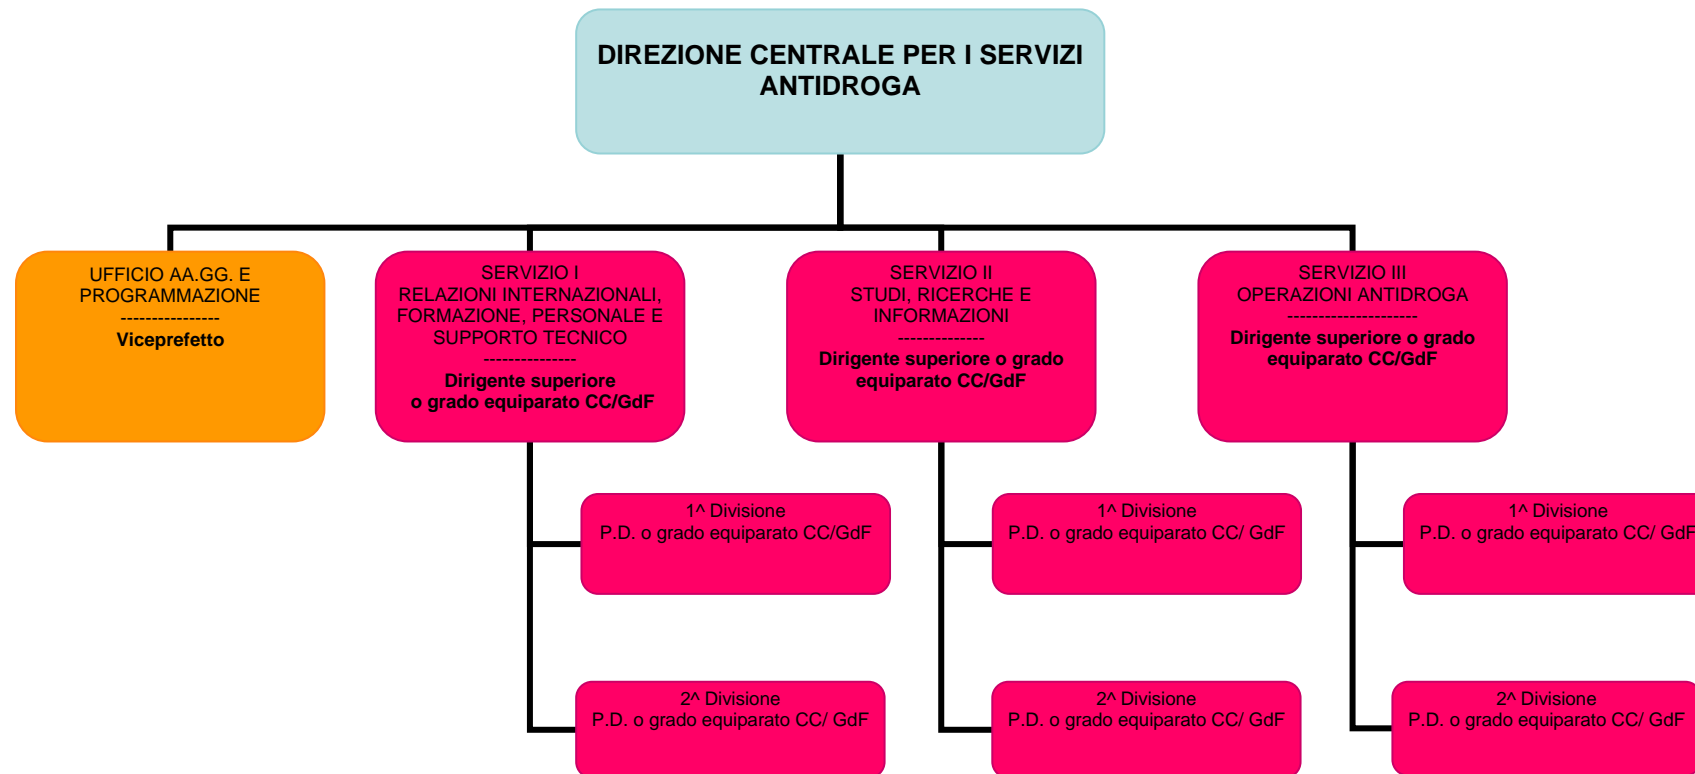 DIREZIONE CENTRALE PER I SERVIZI
ANTIDROGA
UFFICIO AA.GG. E
PROGRAMMAZIONE
----------------
Viceprefetto
SERVIZIO I
RELAZIONI INTERNAZIONALI,
FORMAZIONE, PERSONALE E
SUPPORTO TECNICO
---------------
Dirigente superiore
o grado equiparato CC/GdF
SERVIZIO II
STUDI, RICERCHE E
INFORMAZIONI
--------------
Dirigente superiore o grado
equiparato CC/GdF
SERVIZIO III
OPERAZIONI ANTIDROGA
---------------------
Dirigente superiore o grado
equiparato CC/GdF
1^ Divisione
P.D. o grado equiparato CC/GdF
1^ Divisione
P.D. o grado equiparato CC/ GdF
1^ Divisione
P.D. o grado equiparato CC/ GdF
2^ Divisione
P.D. o grado equiparato CC/ GdF
2^ Divisione
P.D. o grado equiparato CC/ GdF
2^ Divisione
P.D. o grado equiparato CC/ GdF